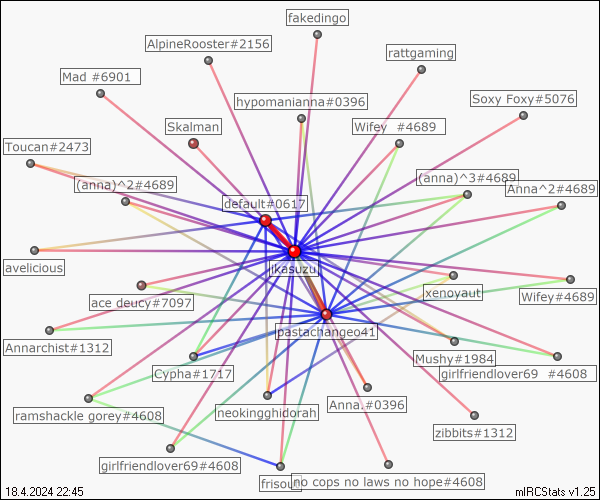 fakedingo
AlpineRooster#2156
rattgaming
Mad #6901
hypomanianna#0396
Soxy Foxy#5076
Skalman
Wifey #4689
Toucan#2473
(anna)^2#4689
(anna)^3#4689
Anna^2#4689
default#0617
avelicious
ikasuzu
ace deucy#7097
xenoyaut
Wifey#4689
Annarchist#1312
pastachangeo41
Mushy#1984
Cypha#1717
girlfriendlover69 #4608
ramshackle gorey#4608
neokingghidorah
Anna.#0396
zibbits#1312
girlfriendlover69#4608
frisout
no cops no laws no hope#4608
18.4.2024 22:45
mIRCStats v1.25